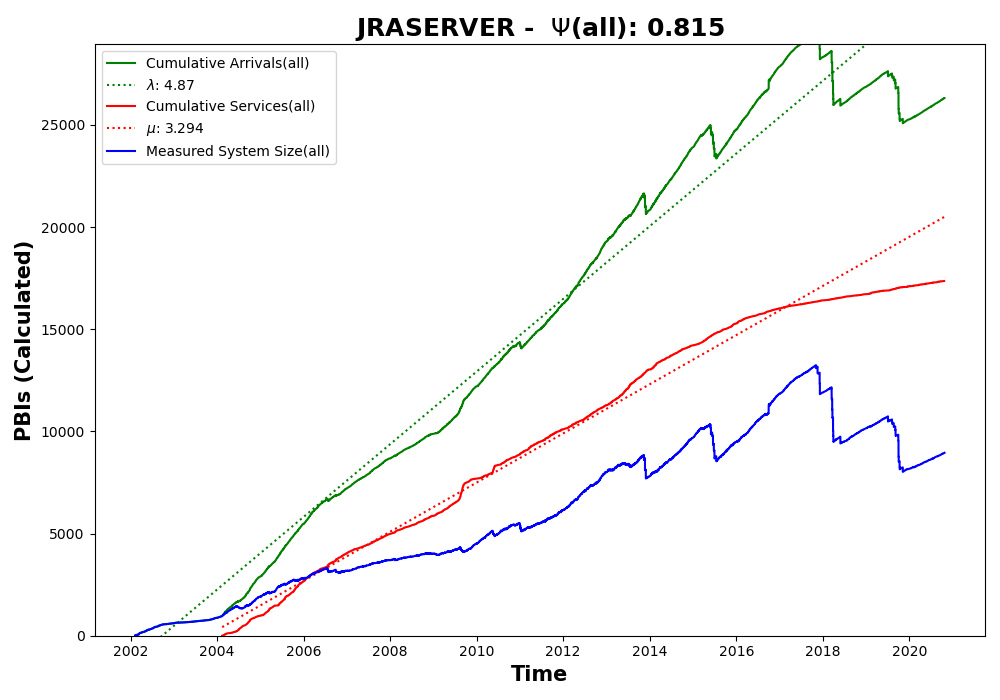 JRASERVER - Ψ(all): 0.815
Cumulative Arrivals(all)
λ: 4.87
Cumulative Services(all)
μ: 3.294
Measured System Size(all)
PBIs (Calculated)
25000
20000
15000
10000
5000
0
2002 2004 2006 2008 2010 2012 2014 2016 2018 2020
Time